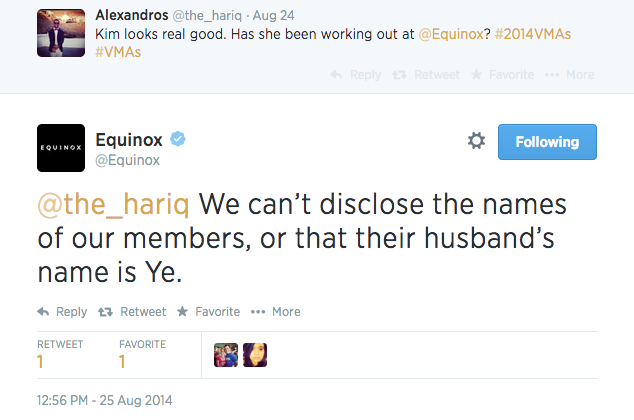 Alexandros @the_hariq · Aug 24
Kim looks real good. Has she been working out at @Equinox? #2014VMAs
#VMAs
Reply Retweet Favorite More
EQUINOX
Equinox
@Equinox
Following
@the_hariq We can't disclose the names
of our members, or that their husband's
name is Ye.
Reply Retweet Favorite More
RETWEET FAVORITE
1 1
12:56 PM - 25 Aug 2014